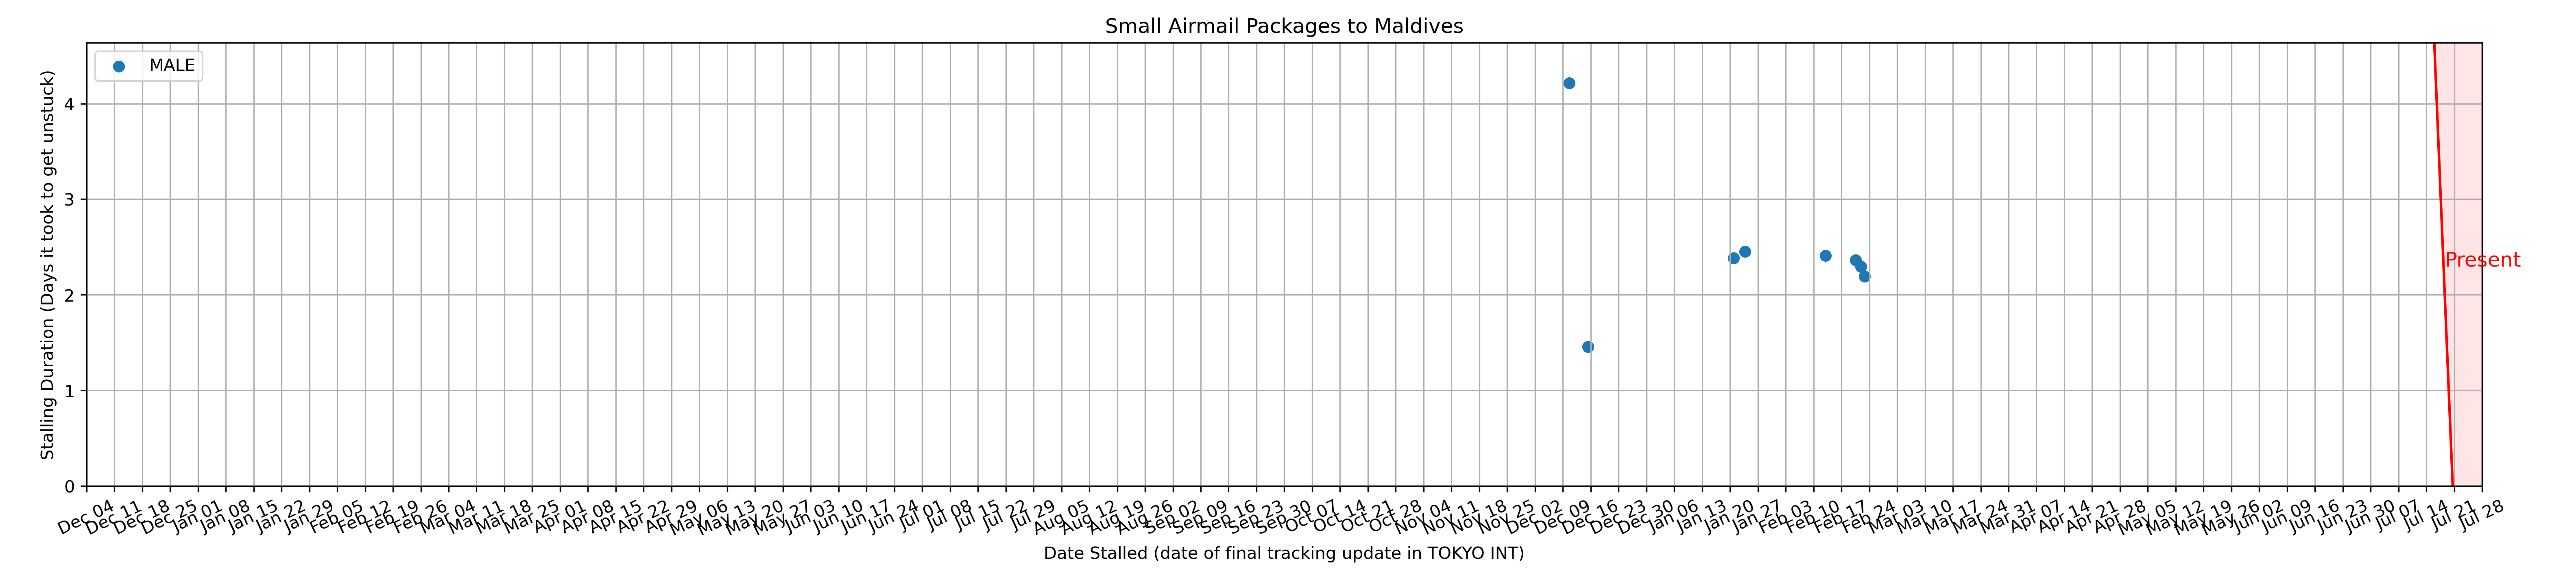 Small Airmail Packages to Maldives
MALE
Stalling Duration (Days it took to get unstuck)
4
3
2
1
0
Present
Dec 04
Dec 11
Dec 18
Dec 25
Jan 01
Jan 08
Jan 15
Jan 22
Jan 29
Feb 05
Feb 12
Feb 19
Feb 26
Mar 04
Mar 11
Mar 18
Mar 25
Apr 01
Apr 08
Apr 15
Apr 22
Apr 29
May 06
May 13
May 20
May 27
Jun 03
Jun 10
Jun 17
Jun 24
Jul 01
Jul 08
Jul 15
Jul 22
Jul 29
Aug 05
Aug 12
Aug 19
Aug 26
Sep 02
Sep 09
Sep 16
Sep 23
Sep 30
Oct 07
Oct 14
Oct 21
Oct 28
Nov 04
Nov 11
Nov 18
Nov 25
Dec 02
Dec 09
Dec 16
Dec 23
Dec 30
Jan 06
Jan 13
Jan 20
Jan 27
Feb 03
Feb 10
Feb 17
Feb 24
Mar 03
Mar 10
Mar 17
Mar 24
Mar 31
Apr 07
Apr 14
Apr 21
Apr 28
May 05
May 12
May 19
May 26
Jun 02
Jun 09
Jun 16
Jun 23
Jun 30
Jul 07
Jul 14
Jul 21
Jul 28
Date Stalled (date of final tracking update in TOKYO INT)